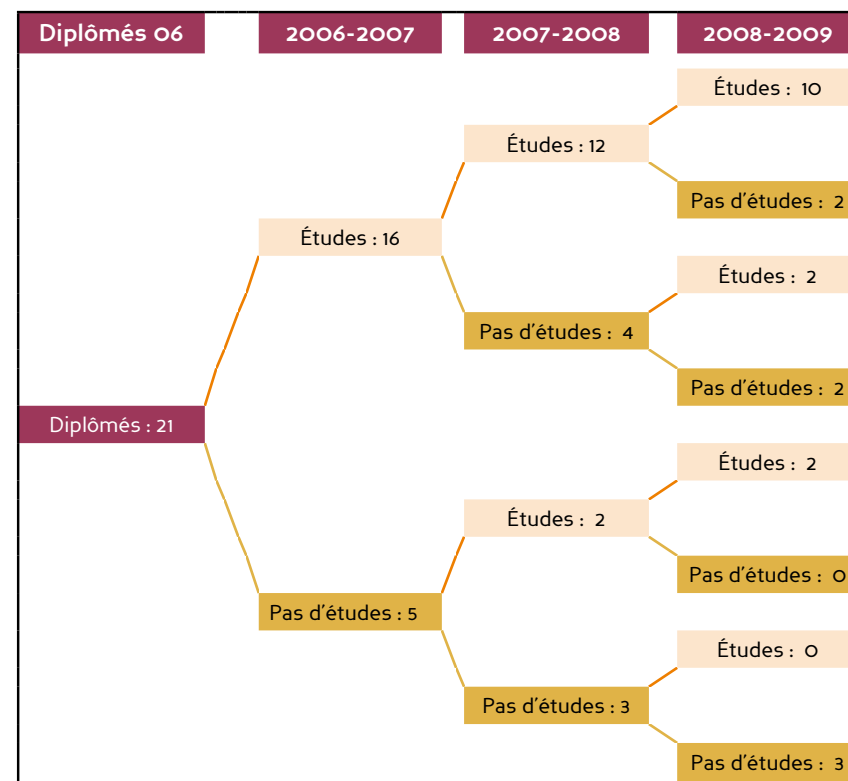 Diplômés 06 2006-2007 2007-2008 2008-2009
Études : 10
Études : 12
Pas d'études : 2
Études : 16
Études : 2
Pas d'études : 4
Pas d'études : 2
Diplômés : 21
Études : 2
Études : 2
Pas d'études : 0
Pas d'études : 5
Études : 0
Pas d'études : 3
Pas d'études : 3